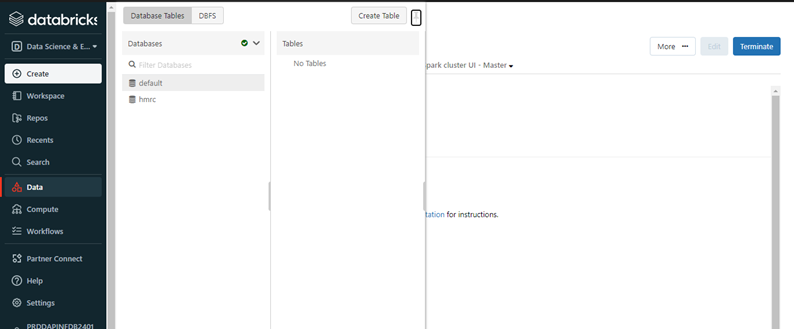 databricks
D Data Science & E...
Create
Workspace
Repos
Recents
Search
Data
Compute
Workflows
Partner Connect
Help
Settings
PRDDAPINFDB2401
Database Tables DBFS
Create Table
Databases
Filter Databases
default
hmrc
Tables
No Tables
More ... Edit Terminate
park cluster UI - Master
tation for instructions.